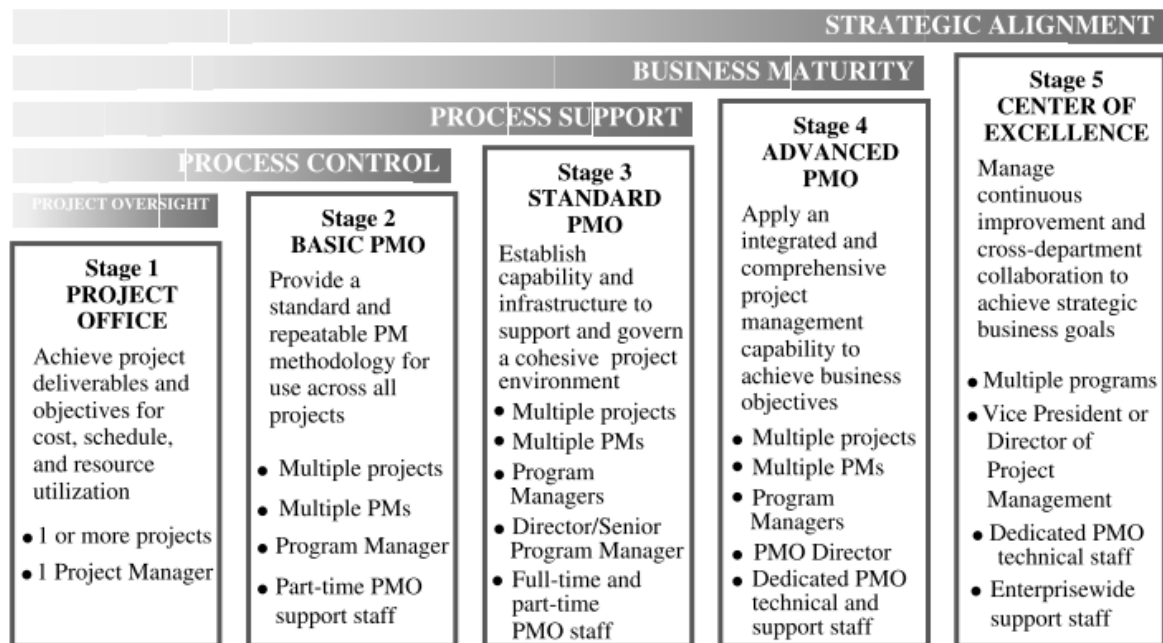 STRATEGIC ALIGNMENT
BUSINESS MATURITY
PROCESS SUPPORT
PROCESS CONTROL
PROJECT OVERSIGHT
Stage 1
PROJECT
OFFICE
Achieve project
deliverables and
objectives for
cost, schedule,
and resource
utilization
• 1 or more projects
• 1 Project Manager
Stage 2
BASIC PMO
Provide a
standard and
repeatable PM
methodology for
use across all
projects
• Multiple projects
• Multiple PMs
• Program Manager
• Part-time PMO
support staff
Stage 3
STANDARD
PMO
Establish
capability and
infrastructure to
support and govern
a cohesive project
environment
• Multiple projects
• Multiple PMs
• Program
Managers
• Director/Senior
Program Manager
• Full-time and
part-time
PMO staff
Stage 4
ADVANCED
PMO
Apply an
integrated and
comprehensive
project
management
capability to
achieve business
objectives
• Multiple projects
• Multiple PMs
• Program
Managers
• PMO Director
• Dedicated PMO
technical and
support staff
Stage 5
CENTER OF
EXCELLENCE
Manage
continuous
improvement and
cross-department
collaboration to
achieve strategic
business goals
• Multiple programs
• Vice President or
Director of
Project
Management
• Dedicated PMO
technical staff
• Enterprisewide
support staff